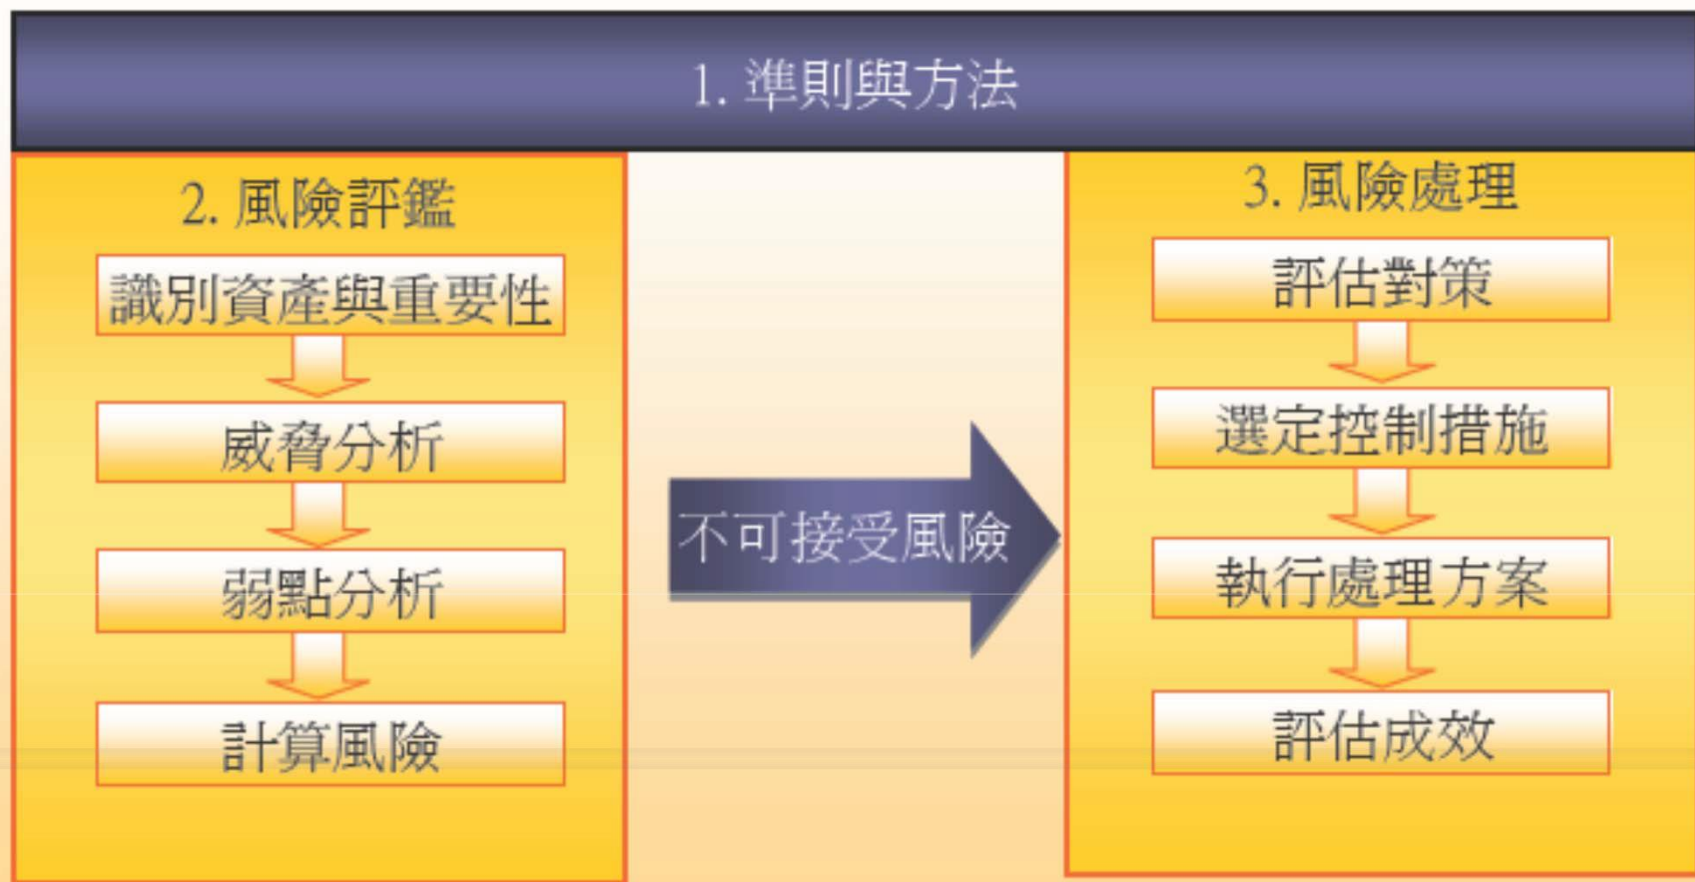 1. 準則與方法
2. 風險評鑑
識別資產與重要性
威脅分析
弱點分析
計算風險
不可接受風險
3. 風險處理
評估對策
選定控制措施
執行處理方案
評估成效